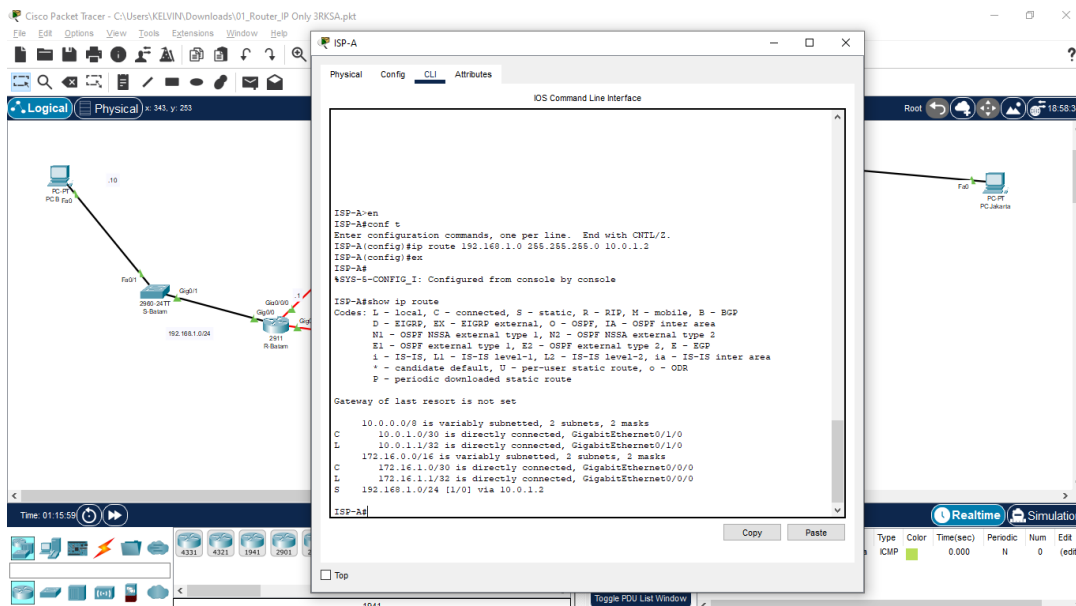 Cisco Packet Tracer - C:\Users\KELVIN\Downloads\01_Router_IP Only 3RKSA.pkt
File Edit Options View Tools Extensions Window Help
ISP-A
Physical Config CLI Attributes
IOS Command Line Interface
Logical Physical x: 343, y: 253
Root 18:58:3
.10
PC-PT
PC B Fa0
Fa0/1
Gig0/1
2960-24TT
S-Batam
192.168.1.0/24
Gig0/0/0 .1
Gig0/0
2911
R-Batam
Fa0
PC-PT
PC Jakarta
ISP-A>en
ISP-A#conf t
Enter configuration commands, one per line.  End with CNTL/Z.
ISP-A(config)#ip route 192.168.1.0 255.255.255.0 10.0.1.2
ISP-A(config)#ex
ISP-A#
%SYS-5-CONFIG_I: Configured from console by console
ISP-A#show ip route
Codes: L - local, C - connected, S - static, R - RIP, M - mobile, B - BGP
D - EIGRP, EX - EIGRP external, O - OSPF, IA - OSPF inter area
N1 - OSPF NSSA external type 1, N2 - OSPF NSSA external type 2
E1 - OSPF external type 1, E2 - OSPF external type 2, E - EGP
i - IS-IS, L1 - IS-IS level-1, L2 - IS-IS level-2, ia - IS-IS inter area
* - candidate default, U - per-user static route, o - ODR
P - periodic downloaded static route
Gateway of last resort is not set
10.0.0.0/8 is variably subnetted, 2 subnets, 2 masks
C 10.0.1.0/30 is directly connected, GigabitEthernet0/1/0
L 10.0.1.1/32 is directly connected, GigabitEthernet0/1/0
172.16.0.0/16 is variably subnetted, 2 subnets, 2 masks
C 172.16.1.0/30 is directly connected, GigabitEthernet0/0/0
L 172.16.1.1/32 is directly connected, GigabitEthernet0/0/0
S 192.168.1.0/24 [1/0] via 10.0.1.2
ISP-A#
Copy Paste
Top
Time: 01:15:59
Realtime Simulation
4331 4321 1941 2901
Type Color Time(sec) Periodic Num Edit
ICMP 0.000 N 0 (edit
1941
Toggle PDU List Window